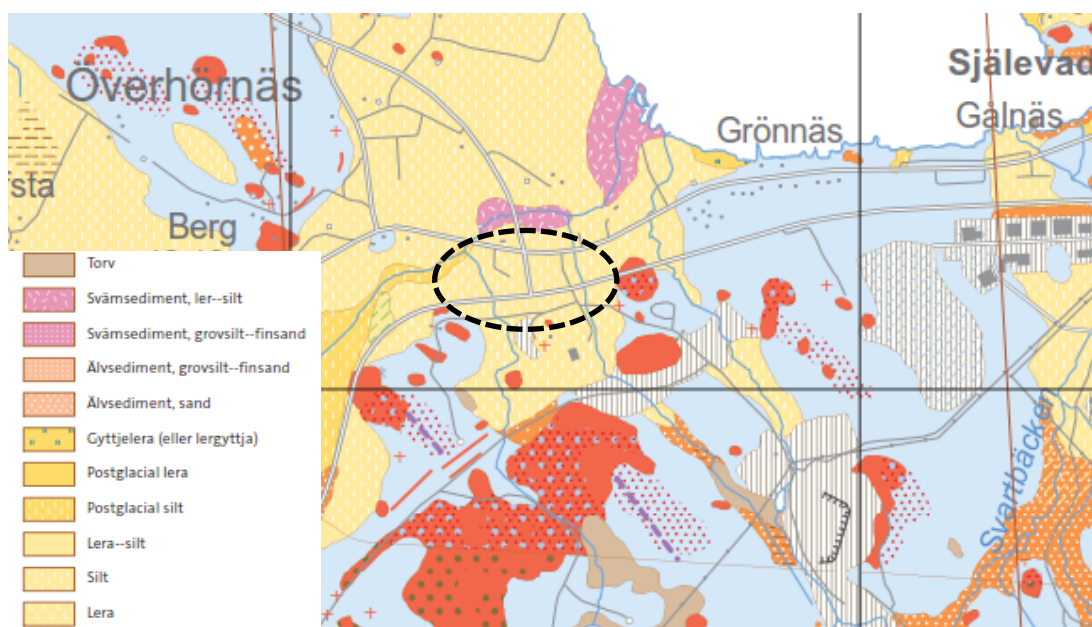 Själevad
Överhörnäs
Gålnäs
Grönnäs
sta
Berg
Torv
Svämsediment, ler--silt
Svämsediment, grovsilt--finsand
Älvsediment, grovsilt--finsand
Älvsediment, sand
Gyttjelera (eller lergyttja)
Postglacial lera
Postglacial silt
Lera--silt
Silt
Lera
Svartbäcken